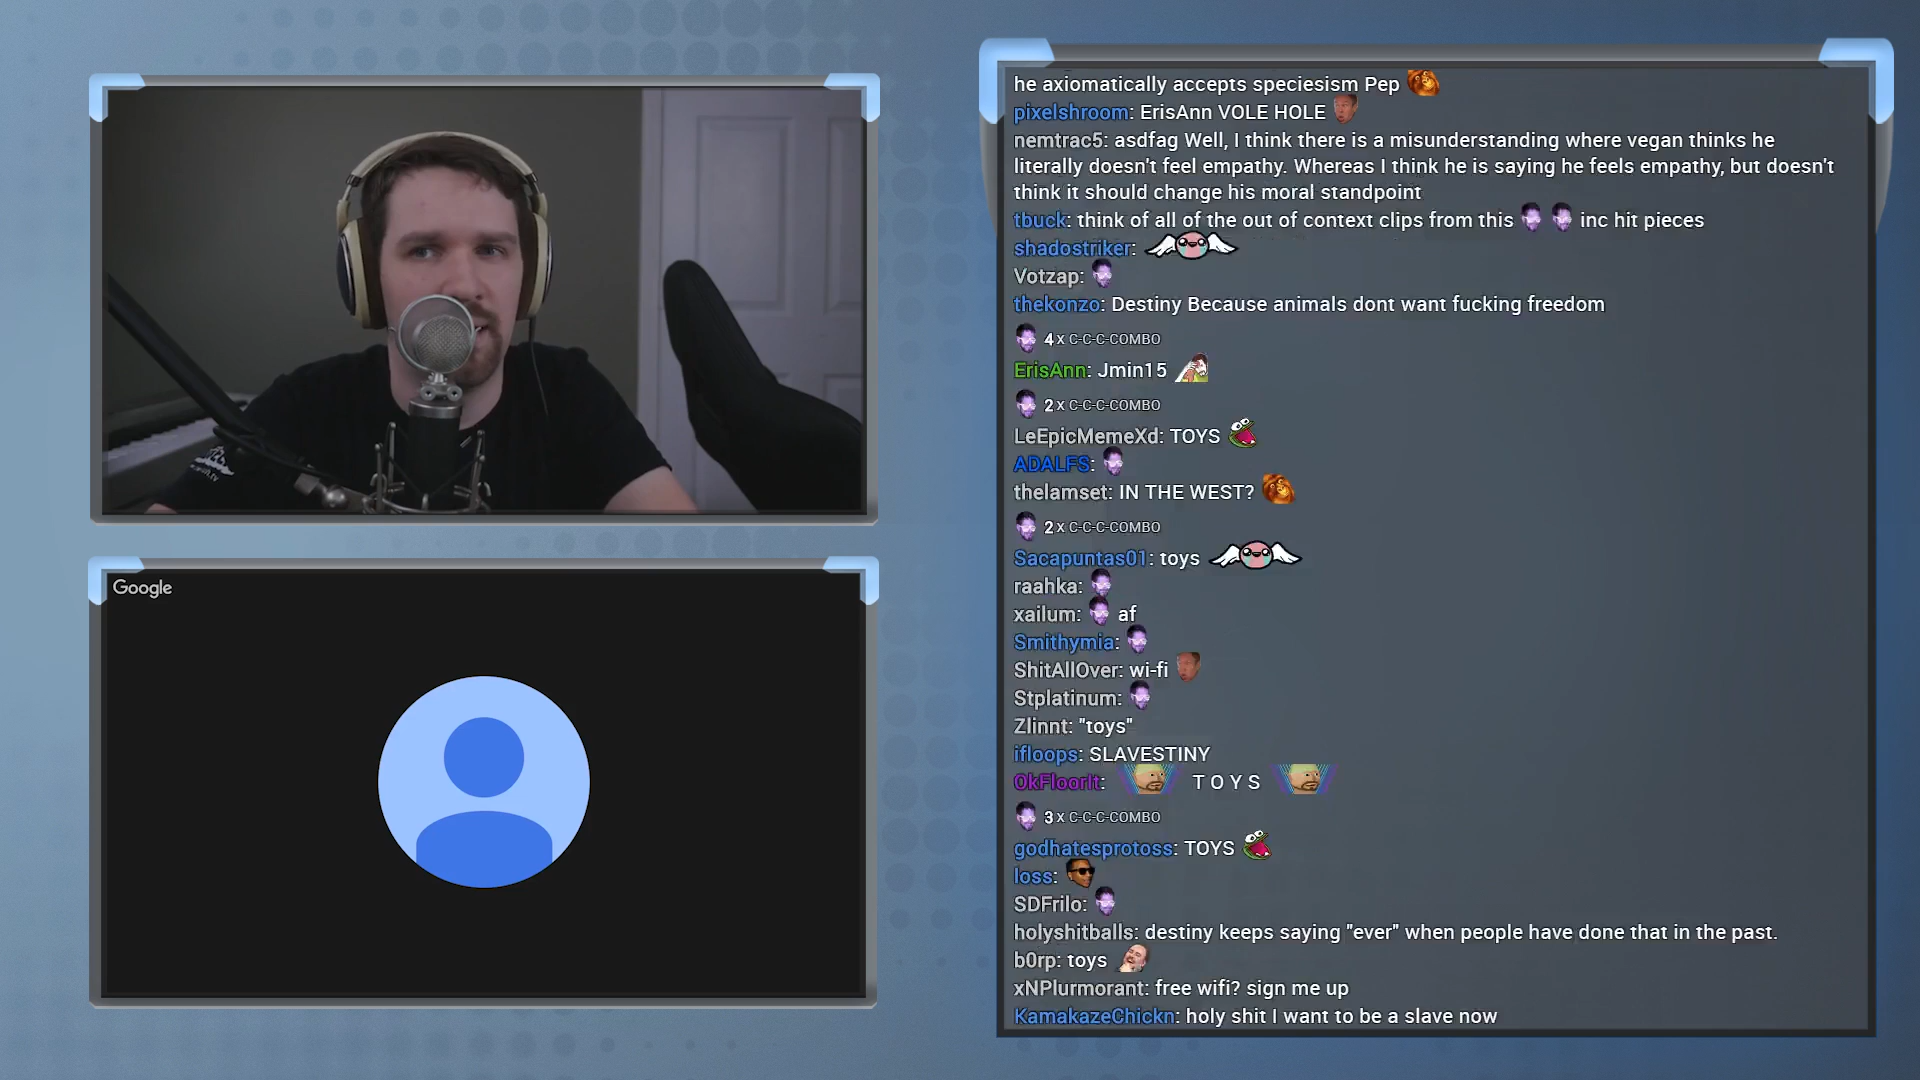 he axiomatically accepts speciesism Pep
pixelshroom: ErisAnn VOLE HOLE
nemtrac5: asdfag Well, I think there is a misunderstanding where vegan thinks he
literally doesn't feel empathy. Whereas I think he is saying he feels empathy, but doesn't
think it should change his moral standpoint
tbuck: think of all of the out of context clips from this inc hit pieces
shadostriker:
Votzap:
thekonzo: Destiny Because animals dont want fucking freedom
4x C-C-C-COMBO
ErisAnn: Jmin15
2x C-C-C-COMBO
LeEpicMemeXd: TOYS
ADALFS:
thelamset: IN THE WEST?
2x C-C-C-COMBO
Sacapuntas01: toys
raahka:
xailum: af
Smithymia:
ShitAllOver: wi-fi
Stplatinum:
Zlinnt: "toys"
ifloops: SLAVESTINY
OkFloorIt: T O Y S
3x C-C-C-COMBO
godhatesprotoss: TOYS
loss:
SDFrilo:
holyshitballs: destiny keeps saying "ever" when people have done that in the past.
b0rp: toys
xNPlurmorant: free wifi? sign me up
KamakazeChickn: holy shit I want to be a slave now
Google